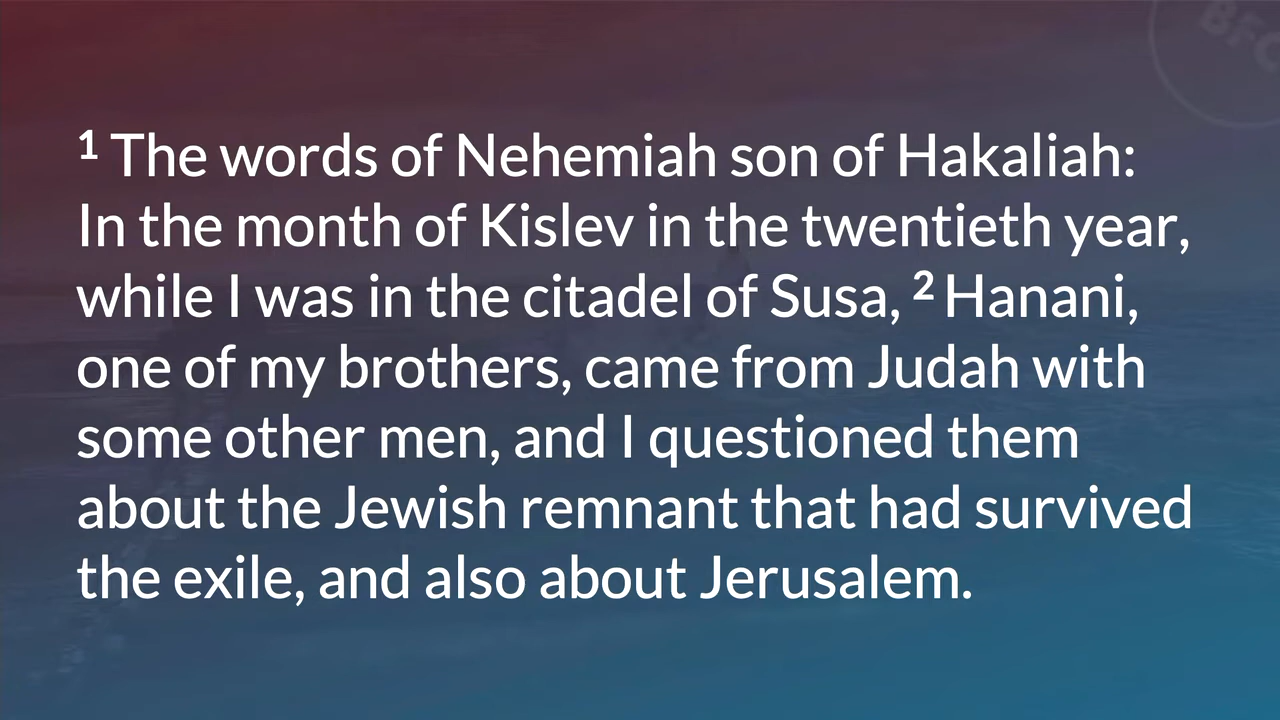 BFC
¹ The words of Nehemiah son of Hakaliah:
In the month of Kislev in the twentieth year,
while I was in the citadel of Susa, ² Hanani,
one of my brothers, came from Judah with
some other men, and I questioned them
about the Jewish remnant that had survived
the exile, and also about Jerusalem.